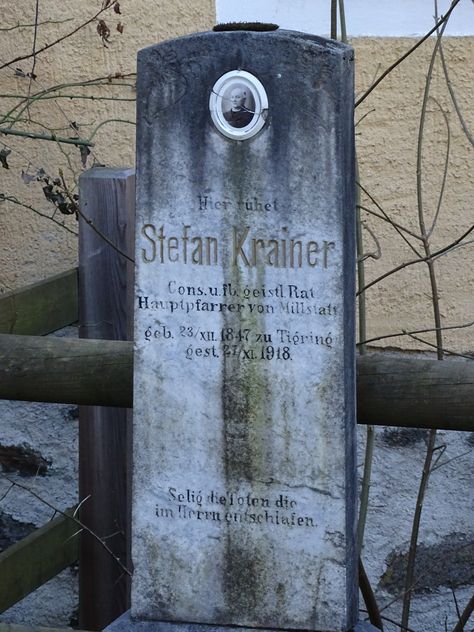 Hier ruhet
Stefan Krainer
Cons. u. fb. geistl Rat
Hauptpfarrer von Millstatt
geb. 23/XII. 1847 zu Tigring
gest. 27/XI. 1918.
Selig die Toten die
im Herrn entschlafen.